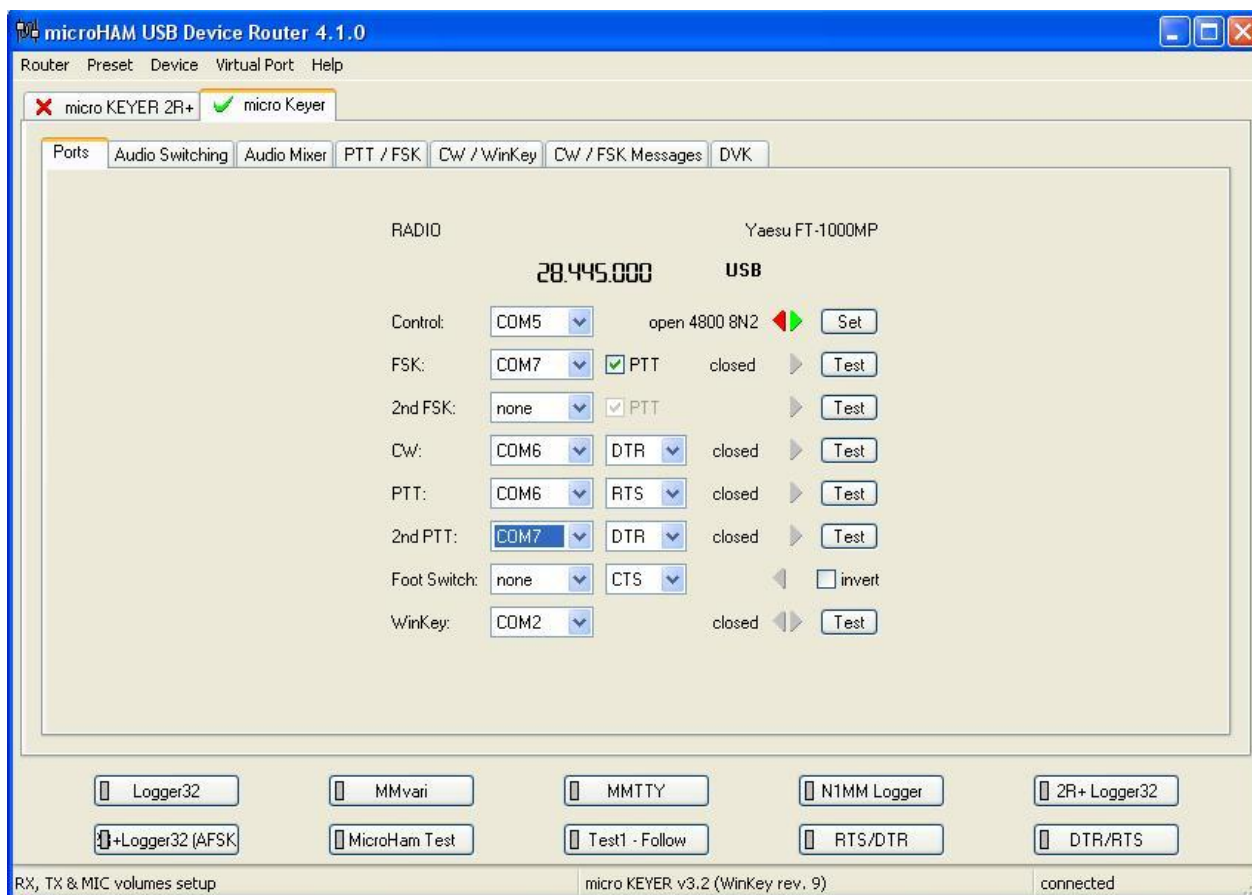 microHAM USB Device Router 4.1.0
Router Preset Device Virtual Port Help
micro KEYER 2R+ micro Keyer
Ports Audio Switching Audio Mixer PTT / FSK CW / WinKey CW / FSK Messages DVK
RADIO Yaesu FT-1000MP
28.445.000 USB
Control: COM5 open 4800 8N2 Set
FSK: COM7 PTT closed Test
2nd FSK: none PTT Test
CW: COM6 DTR closed Test
PTT: COM6 RTS closed Test
2nd PTT: COM7 DTR closed Test
Foot Switch: none CTS invert
WinKey: COM2 closed Test
Logger32 MMvari MMTTY N1MM Logger 2R+ Logger32
+Logger32 (AFSK MicroHam Test Test1 - Follow RTS/DTR DTR/RTS
RX, TX & MIC volumes setup micro KEYER v3.2 (WinKey rev. 9) connected